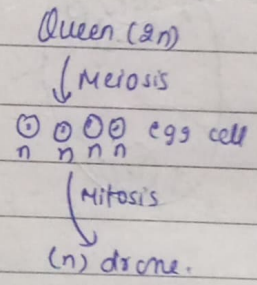 Queen (2n)
Meiosis
egg cell
n n n n
Mitosis
(n) drone.